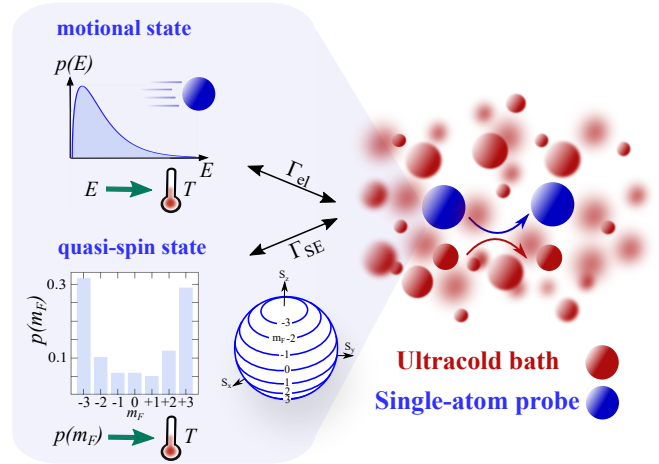 motional state
p(E)
E
E T
Γel
ΓSE
quasi-spin state
0.3
0.1
p(mF)
-3 -2 -1 0 +1 +2 +3
mF
p(mF) T
Sz
-3
mF -2
-1
0
1
2
3
Sy
Sx
Ultracold bath
Single-atom probe